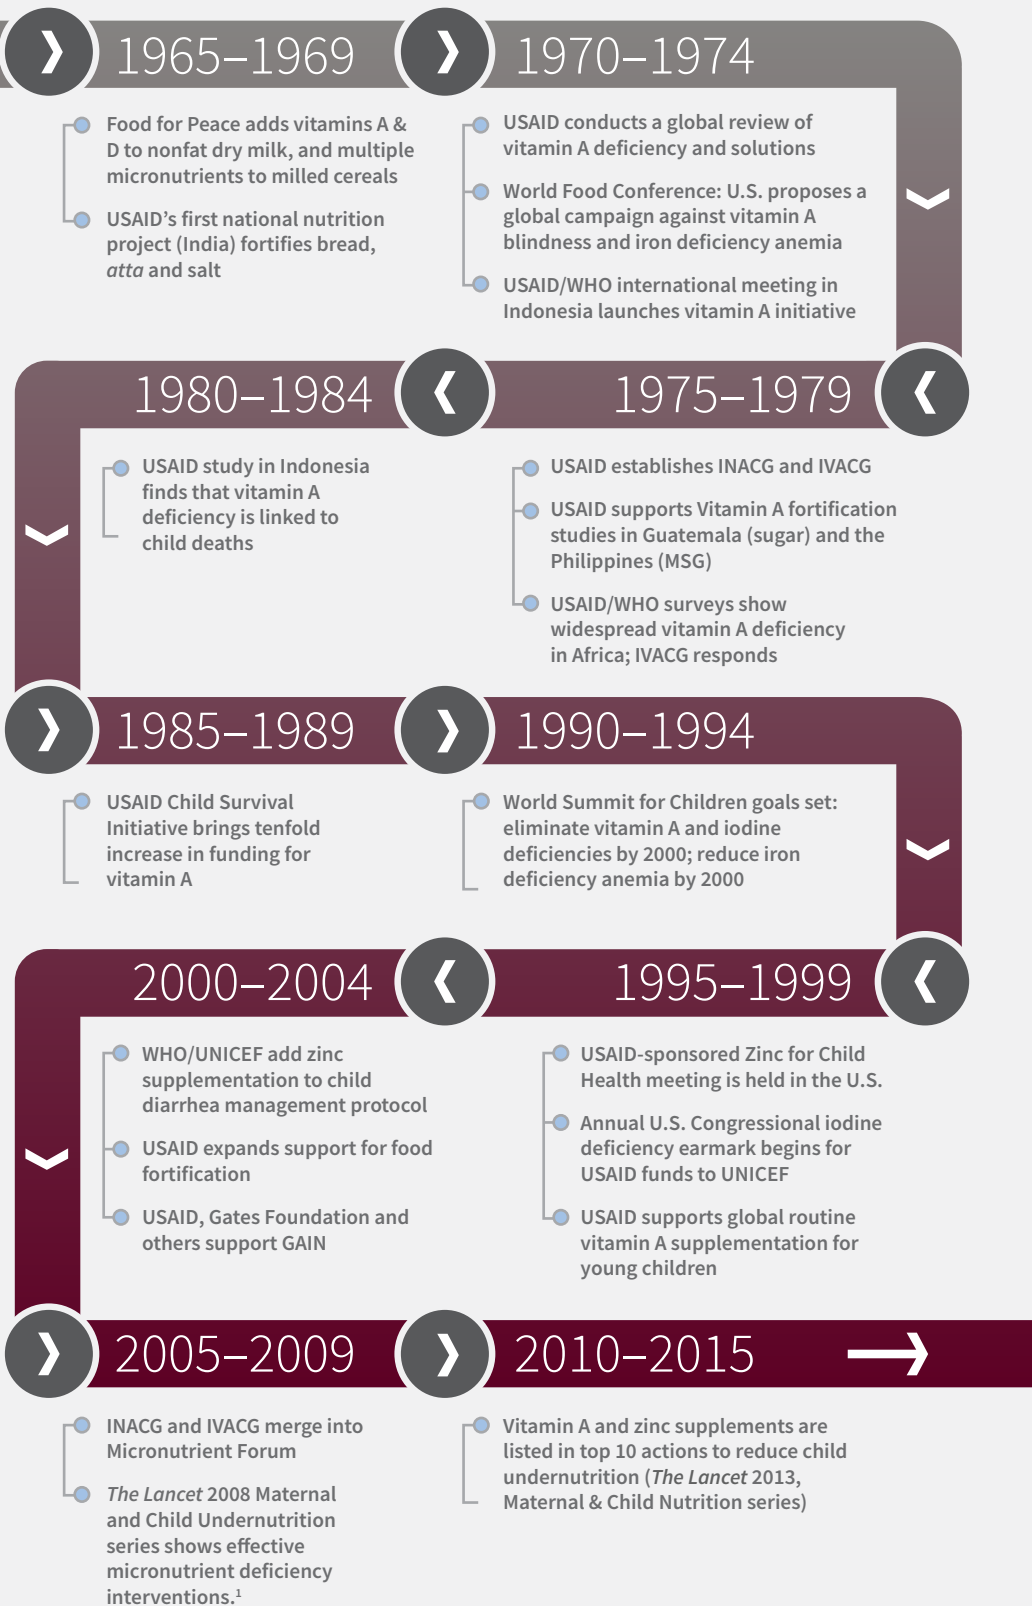 1965–1969
Food for Peace adds vitamins A &
D to nonfat dry milk, and multiple
micronutrients to milled cereals
USAID's first national nutrition
project (India) fortifies bread,
atta and salt
1970–1974
USAID conducts a global review of
vitamin A deficiency and solutions
World Food Conference: U.S. proposes a
global campaign against vitamin A
blindness and iron deficiency anemia
USAID/WHO international meeting in
Indonesia launches vitamin A initiative
1975–1979
USAID establishes INACG and IVACG
USAID supports Vitamin A fortification
studies in Guatemala (sugar) and the
Philippines (MSG)
USAID/WHO surveys show
widespread vitamin A deficiency
in Africa; IVACG responds
1980–1984
USAID study in Indonesia
finds that vitamin A
deficiency is linked to
child deaths
1985–1989
USAID Child Survival
Initiative brings tenfold
increase in funding for
vitamin A
1990–1994
World Summit for Children goals set:
eliminate vitamin A and iodine
deficiencies by 2000; reduce iron
deficiency anemia by 2000
1995–1999
USAID-sponsored Zinc for Child
Health meeting is held in the U.S.
Annual U.S. Congressional iodine
deficiency earmark begins for
USAID funds to UNICEF
USAID supports global routine
vitamin A supplementation for
young children
2000–2004
WHO/UNICEF add zinc
supplementation to child
diarrhea management protocol
USAID expands support for food
fortification
USAID, Gates Foundation and
others support GAIN
2005–2009
INACG and IVACG merge into
Micronutrient Forum
The Lancet 2008 Maternal
and Child Undernutrition
series shows effective
micronutrient deficiency
interventions.¹
2010–2015
Vitamin A and zinc supplements are
listed in top 10 actions to reduce child
undernutrition (The Lancet 2013,
Maternal & Child Nutrition series)